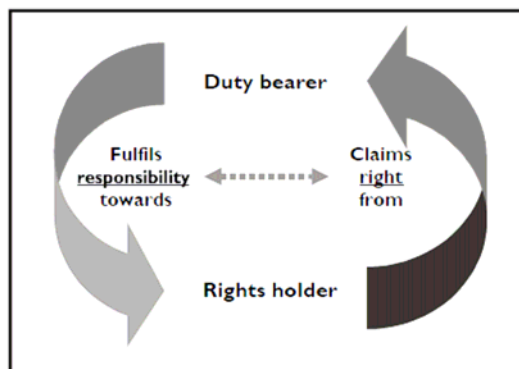 Duty bearer
Fulfils
responsibility
towards
Claims
right
from
Rights holder